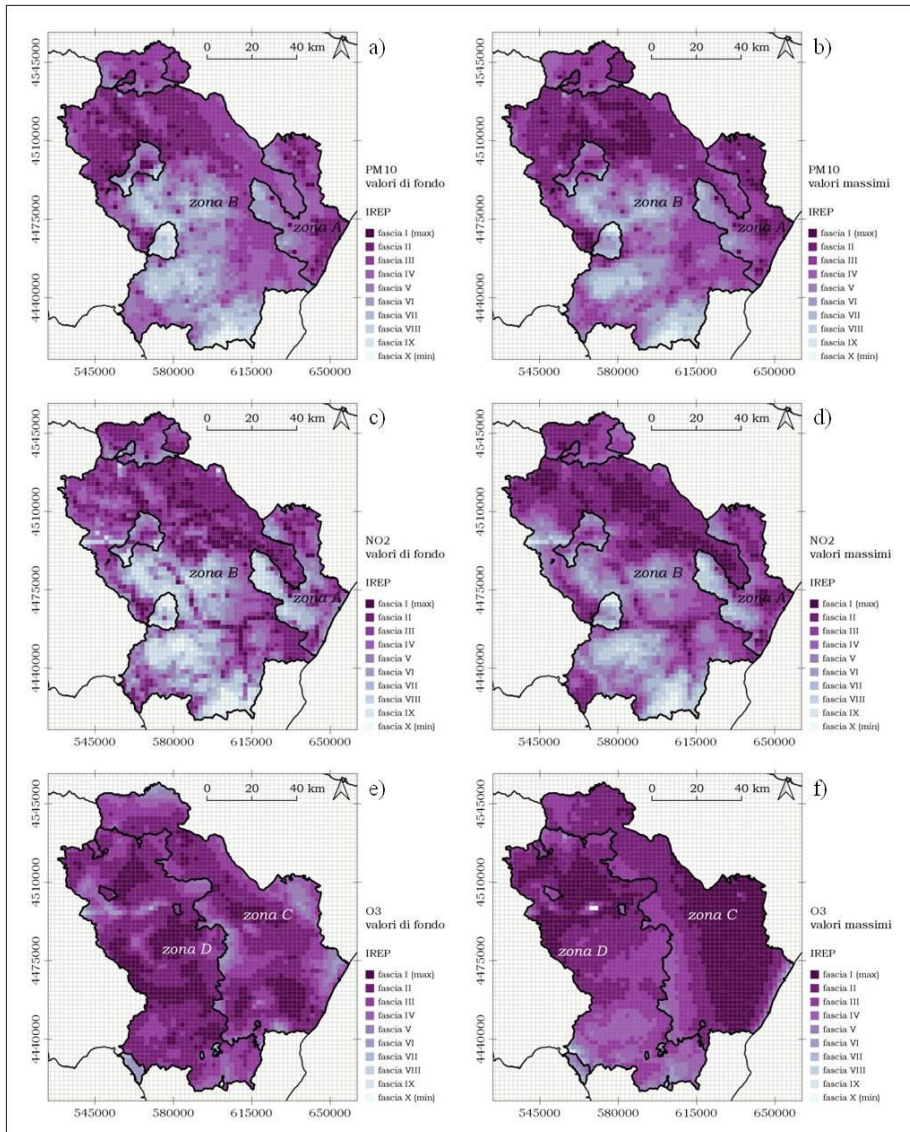 0 20 40 km
a)
4545000
4510000
4475000
4440000
zona B
zona A
PM10
valori di fondo
IREP
fascia I (max)
fascia II
fascia III
fascia IV
fascia V
fascia VI
fascia VII
fascia VIII
fascia IX
fascia X (min)
545000 580000 615000 650000
0 20 40 km
b)
4545000
4510000
4475000
4440000
zona B
zona A
PM10
valori massimi
IREP
fascia I (max)
fascia II
fascia III
fascia IV
fascia V
fascia VI
fascia VII
fascia VIII
fascia IX
fascia X (min)
545000 580000 615000 650000
0 20 40 km
c)
4545000
4510000
4475000
4440000
zona B
zona A
NO2
valori di fondo
IREP
fascia I (max)
fascia II
fascia III
fascia IV
fascia V
fascia VI
fascia VII
fascia VIII
fascia IX
fascia X (min)
545000 580000 615000 650000
0 20 40 km
d)
4545000
4510000
4475000
4440000
zona B
zona A
NO2
valori massimi
IREP
fascia I (max)
fascia II
fascia III
fascia IV
fascia V
fascia VI
fascia VII
fascia VIII
fascia IX
fascia X (min)
545000 580000 615000 650000
0 20 40 km
e)
4545000
4510000
4475000
4440000
zona C
zona D
O3
valori di fondo
IREP
fascia I (max)
fascia II
fascia III
fascia IV
fascia V
fascia VI
fascia VII
fascia VIII
fascia IX
fascia X (min)
545000 580000 615000 650000
0 20 40 km
f)
4545000
4510000
4475000
4440000
zona C
zona D
O3
valori massimi
IREP
fascia I (max)
fascia II
fascia III
fascia IV
fascia V
fascia VI
fascia VII
fascia VIII
fascia IX
fascia X (min)
545000 580000 615000 650000